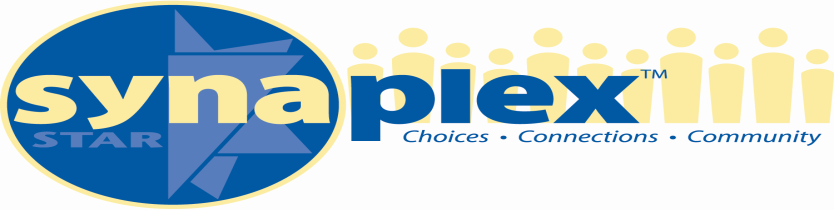 synaplex™
STAR
Choices • Connections • Community